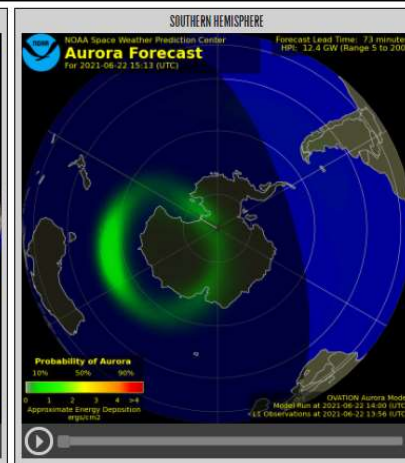 SOUTHERN HEMISPHERE
NOAA
NOAA Space Weather Prediction Center
Aurora Forecast
For 2021-06-22 15:13 (UTC)
Forecast Lead Time: 73 minutes
HPI: 12.4 GW (Range 5 to 200)
Probability of Aurora
10% 50% 90%
0 1 2 3 4 >4
Approximate Energy Deposition
ergs/cm2
OVATION Aurora Model
Model Run at 2021-06-22 14:00 (UTC)
Observations at 2021-06-22 13:56 (UTC)